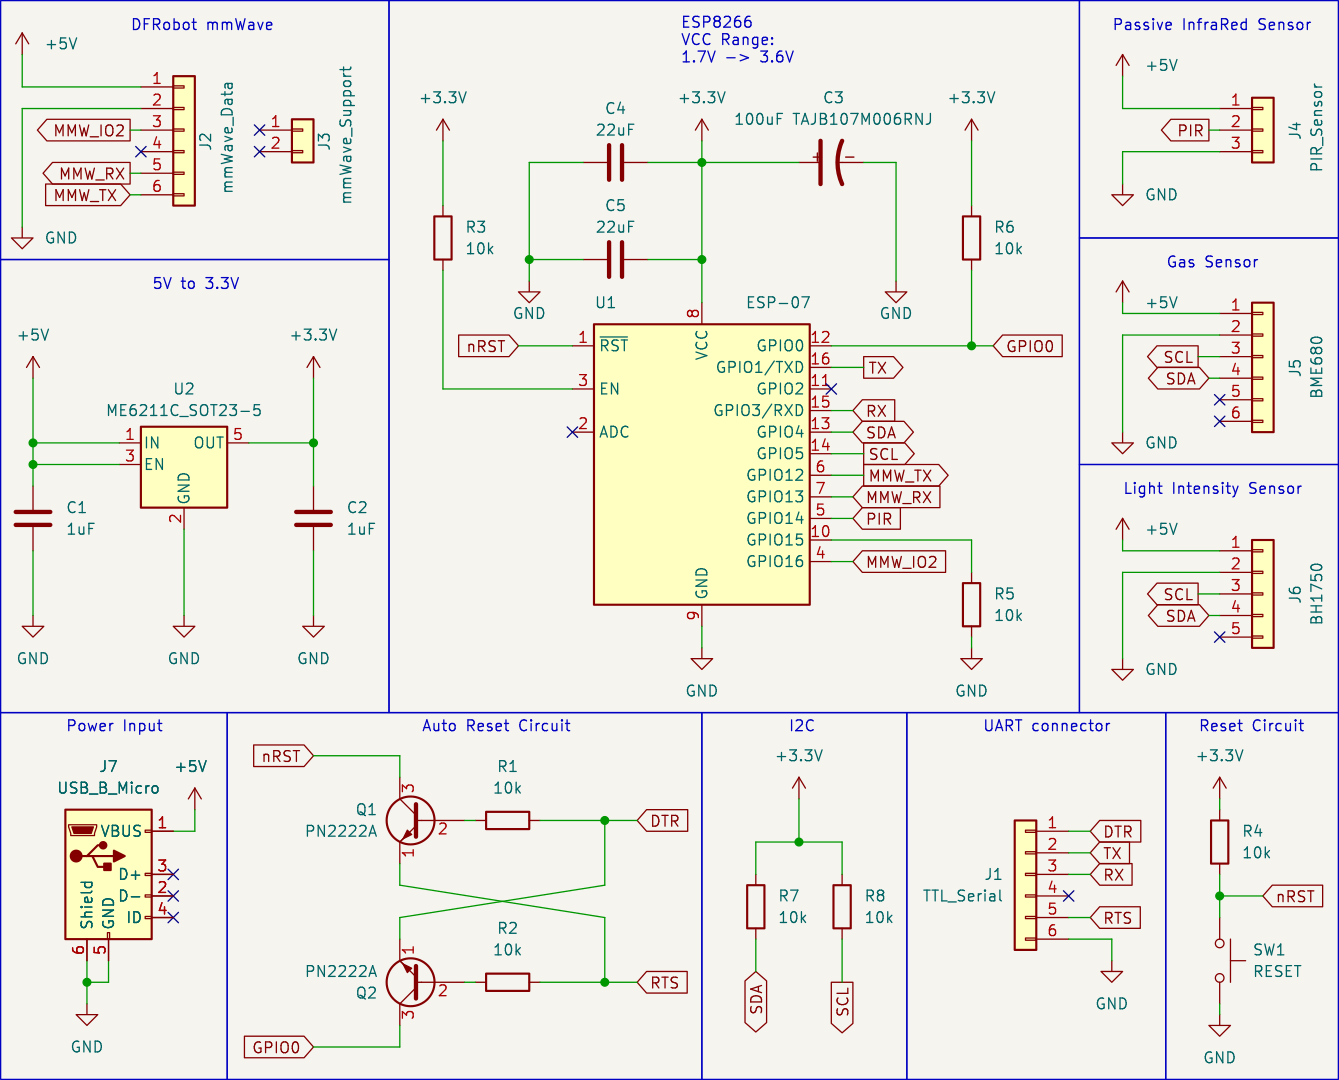 DFRobot mmWave
+5V
1
2
MMW_IO2
3
4
MMW_RX
5
MMW_TX
6
J2
mmWave_Data
1
2
J3
mmWave_Support
GND
5V to 3.3V
+5V
+3.3V
U2
ME6211C_SOT23-5
1
IN
OUT
5
3
EN
GND
2
C1
1uF
C2
1uF
GND
GND
GND
ESP8266
VCC Range:
1.7V -> 3.6V
+3.3V
+3.3V
+3.3V
C4
22uF
C3
100uF TAJB107M006RNJ
+
−
C5
22uF
R3
10k
R6
10k
GND
GND
U1
ESP-07
8
VCC
nRST
1
RST
3
EN
2
ADC
GPIO0
12
GPIO0
GPIO1/TXD
16
TX
GPIO2
11
GPIO3/RXD
15
RX
GPIO4
13
SDA
GPIO5
14
SCL
GPIO12
6
MMW_TX
GPIO13
7
MMW_RX
GPIO14
5
PIR
GPIO15
10
GPIO16
4
MMW_IO2
GND
9
R5
10k
GND
GND
Passive InfraRed Sensor
+5V
1
PIR
2
3
J4
PIR_Sensor
GND
Gas Sensor
+5V
1
2
SCL
3
SDA
4
5
6
J5
BME680
GND
Light Intensity Sensor
+5V
1
2
SCL
3
SDA
4
5
J6
BH1750
GND
Power Input
J7
USB_B_Micro
+5V
VBUS
1
D+
3
D−
2
ID
4
Shield
GND
6
5
GND
Auto Reset Circuit
nRST
3
Q1
PN2222A
2
1
R1
10k
DTR
R2
10k
1
PN2222A
Q2
2
3
RTS
GPIO0
I2C
+3.3V
R7
10k
R8
10k
SDA
SCL
UART connector
J1
TTL_Serial
1
DTR
2
TX
3
RX
4
5
RTS
6
GND
Reset Circuit
+3.3V
R4
10k
nRST
SW1
RESET
GND